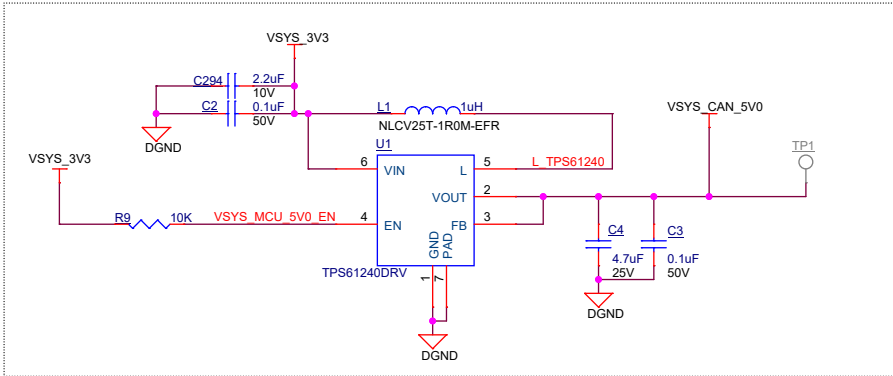 VSYS_3V3
C294 2.2uF
10V
C2 0.1uF
50V
DGND
L1 1uH
NLCV25T-1R0M-EFR
VSYS_CAN_5V0
TP1
U1
VSYS_3V3
6 VIN L 5 L_TPS61240
VOUT 2
R9 10K VSYS_MCU_5V0_EN 4 EN FB 3
GND
PAD
TPS61240DRV
1
7
C4
4.7uF
25V
C3
0.1uF
50V
DGND
DGND